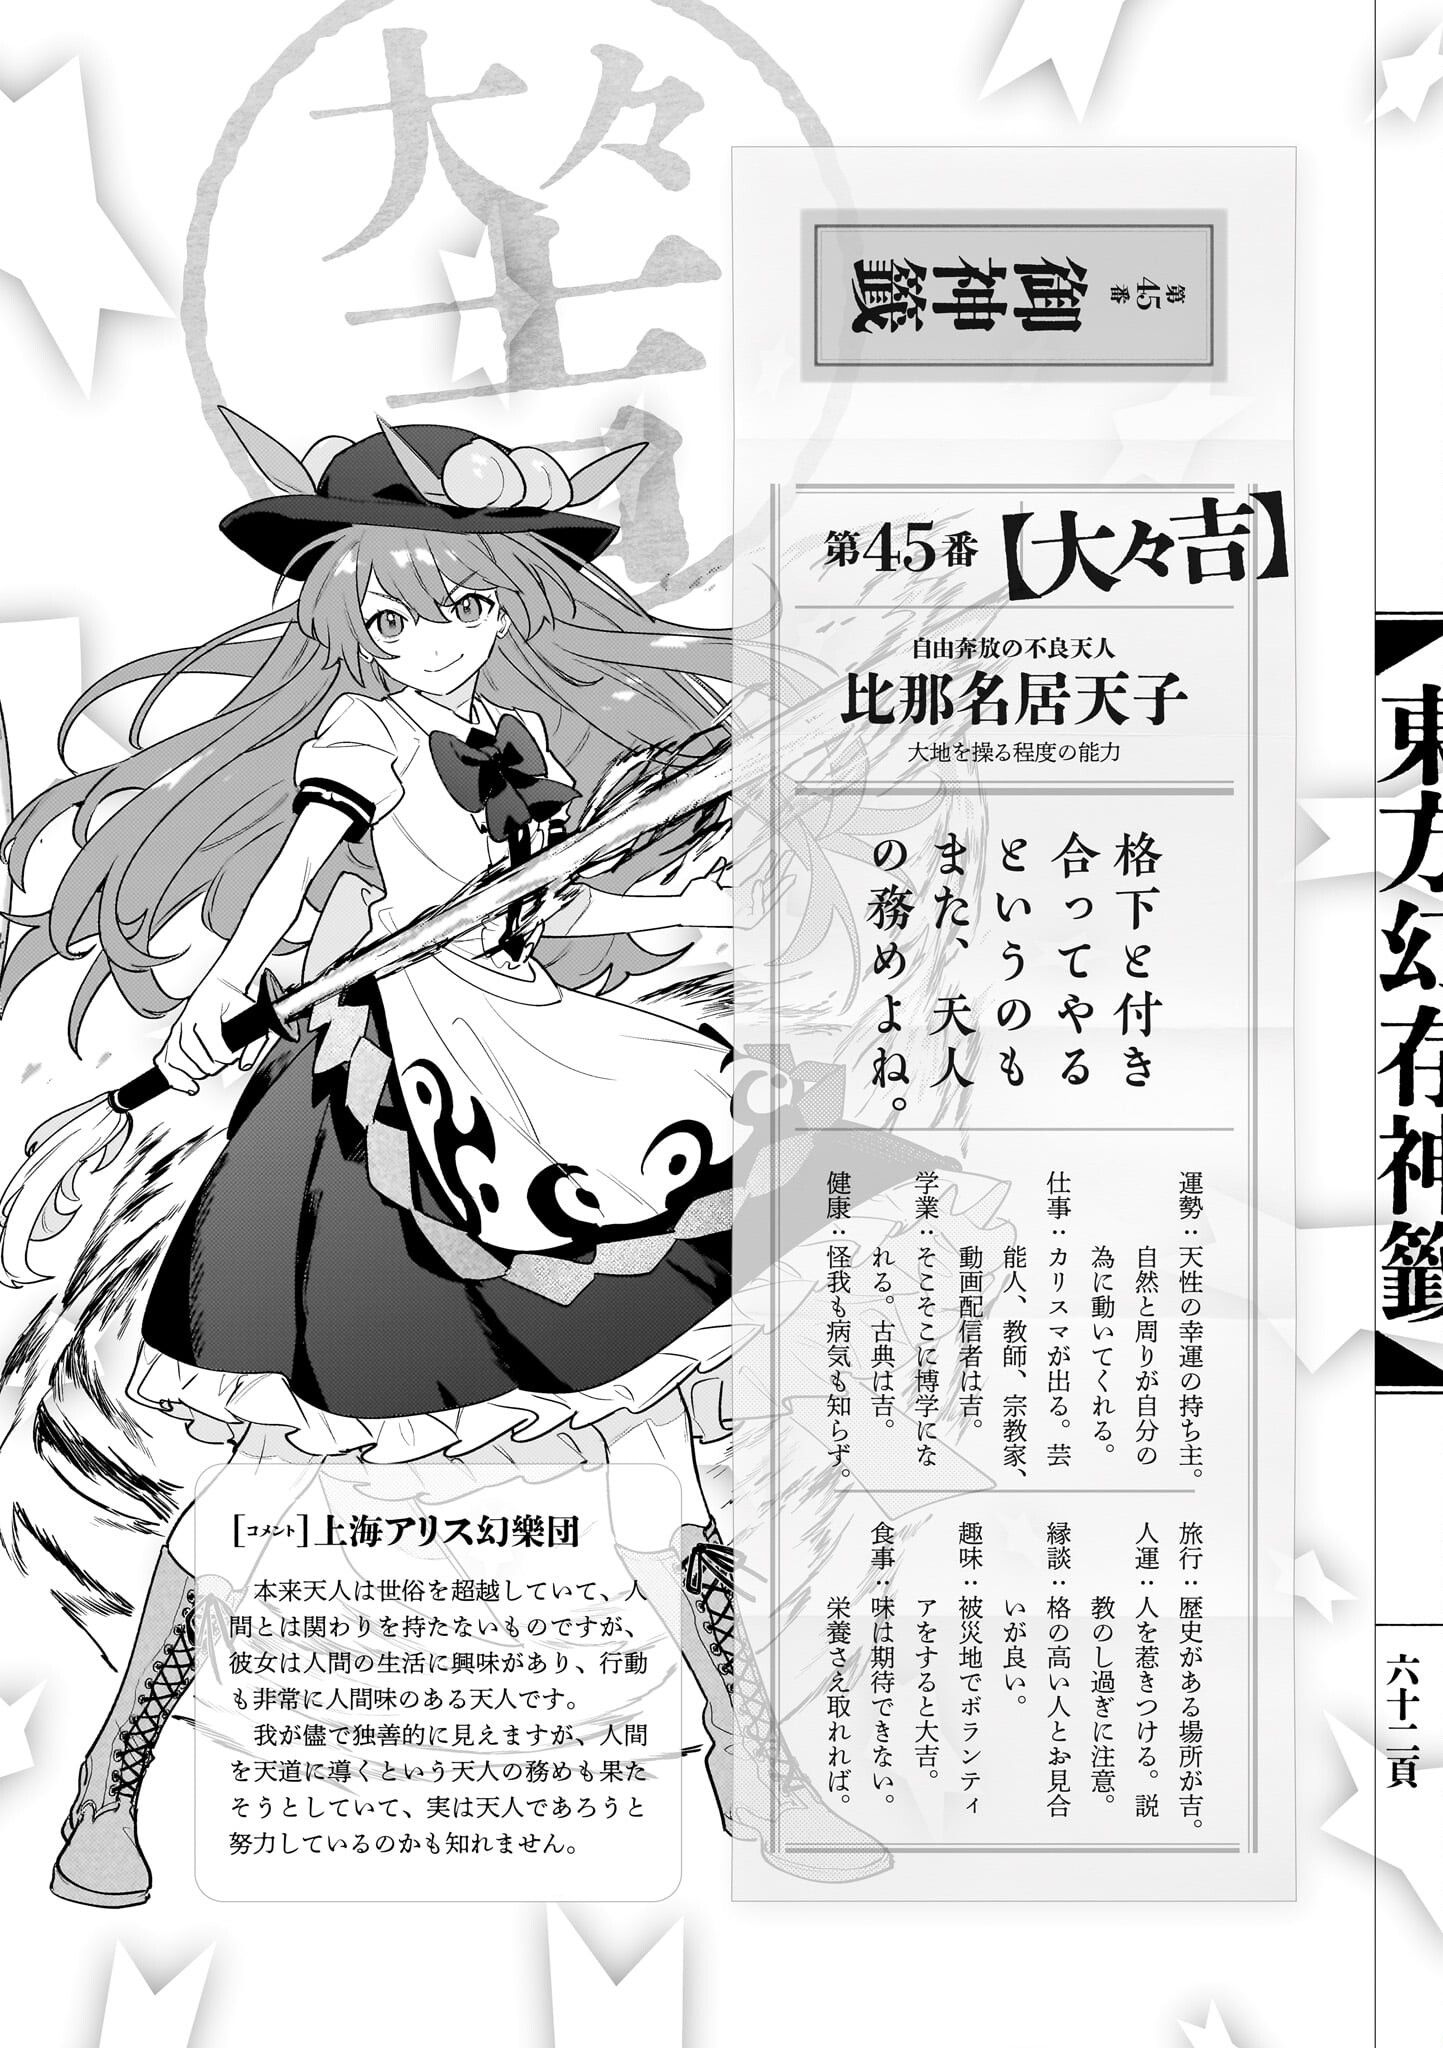 大々吉
御神籤
第45番
第45番【大々吉】
自由奔放の不良天人
比那名居天子
大地を操る程度の能力
格下と付き
合ってやる
というのも
また、天人
の務めよね。
運勢：天性の幸運の持ち主。
自然と周りが自分の
為に動いてくれる。
仕事：カリスマが出る。芸
能人、教師、宗教家、
動画配信者は吉。
学業：そこそこに博学にな
れる。古典は吉。
健康：怪我も病気も知らず。
旅行：歴史がある場所が吉。
人運：人を惹きつける。説
教のし過ぎに注意。
縁談：格の高い人とお見合
いが良い。
趣味：被災地でボランティ
アをすると大吉。
食事：味は期待できない。
栄養さえ取れれば。
［コメント］上海アリス幻樂団
本来天人は世俗を超越していて、人
間とは関わりを持たないものですが、
彼女は人間の生活に興味があり、行動
も非常に人間味のある天人です。
我が儘で独善的に見えますが、人間
を天道に導くという天人の務めも果た
そうとしていて、実は天人であろうと
努力しているのかも知れません。
【東方幻存神籤】
六十二頁